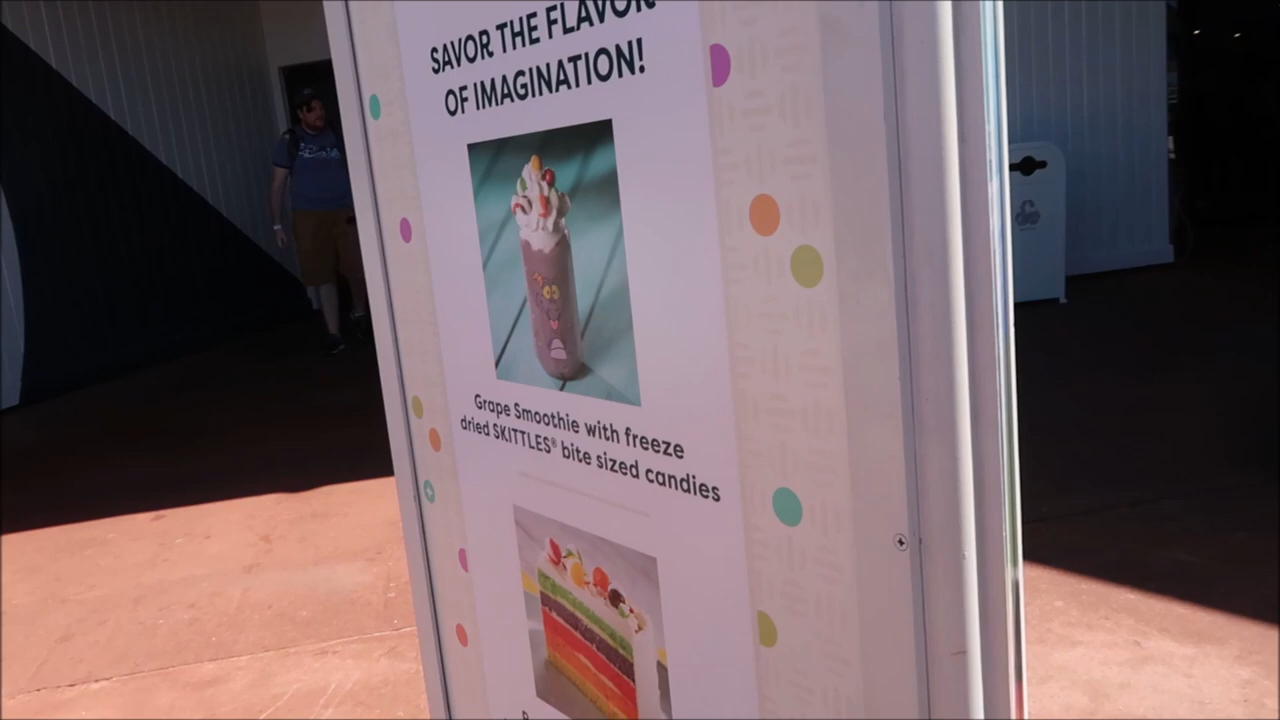 SAVOR THE FLAVOR
OF IMAGINATION!
Grape Smoothie with freeze
dried SKITTLES® bite sized candies